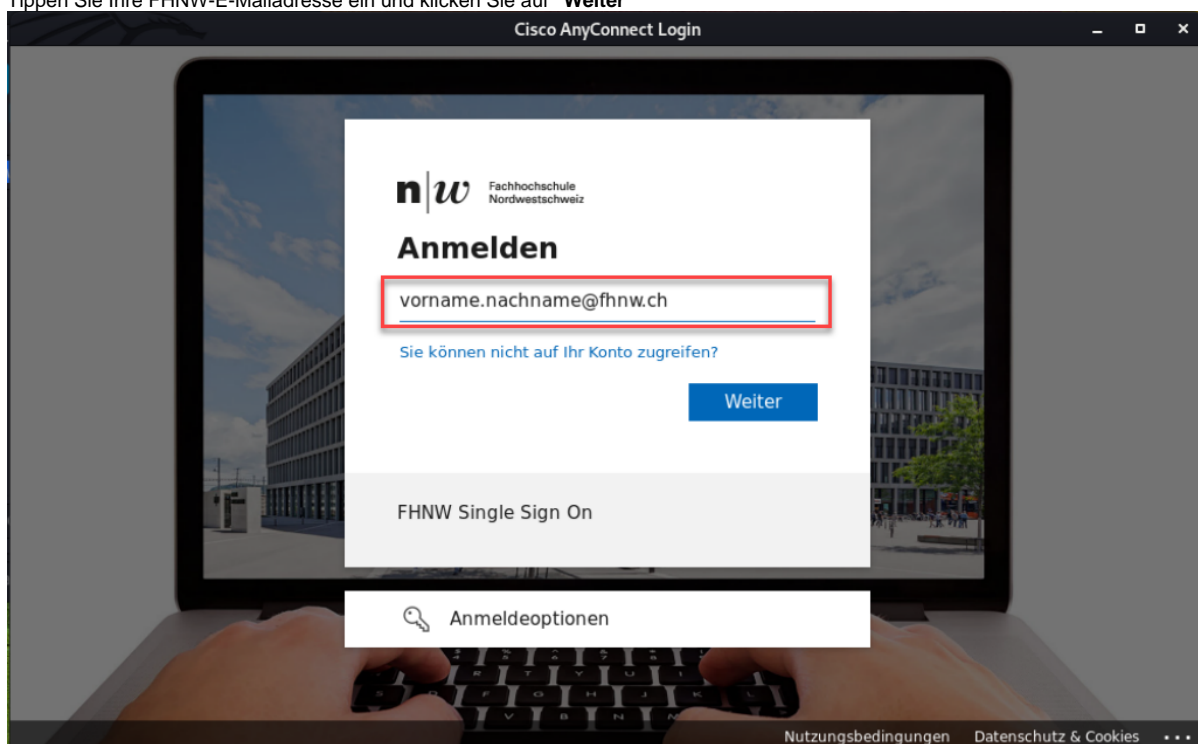 Tippen Sie Ihre FHNW-E-Mailadresse ein und klicken Sie auf "Weiter"
Cisco AnyConnect Login
n|w Fachhochschule
Nordwestschweiz
Anmelden
vorname.nachname@fhnw.ch
Sie können nicht auf Ihr Konto zugreifen?
Weiter
FHNW Single Sign On
Anmeldeoptionen
R T Y U
F G H J K L
V B N M
Nutzungsbedingungen Datenschutz & Cookies ...